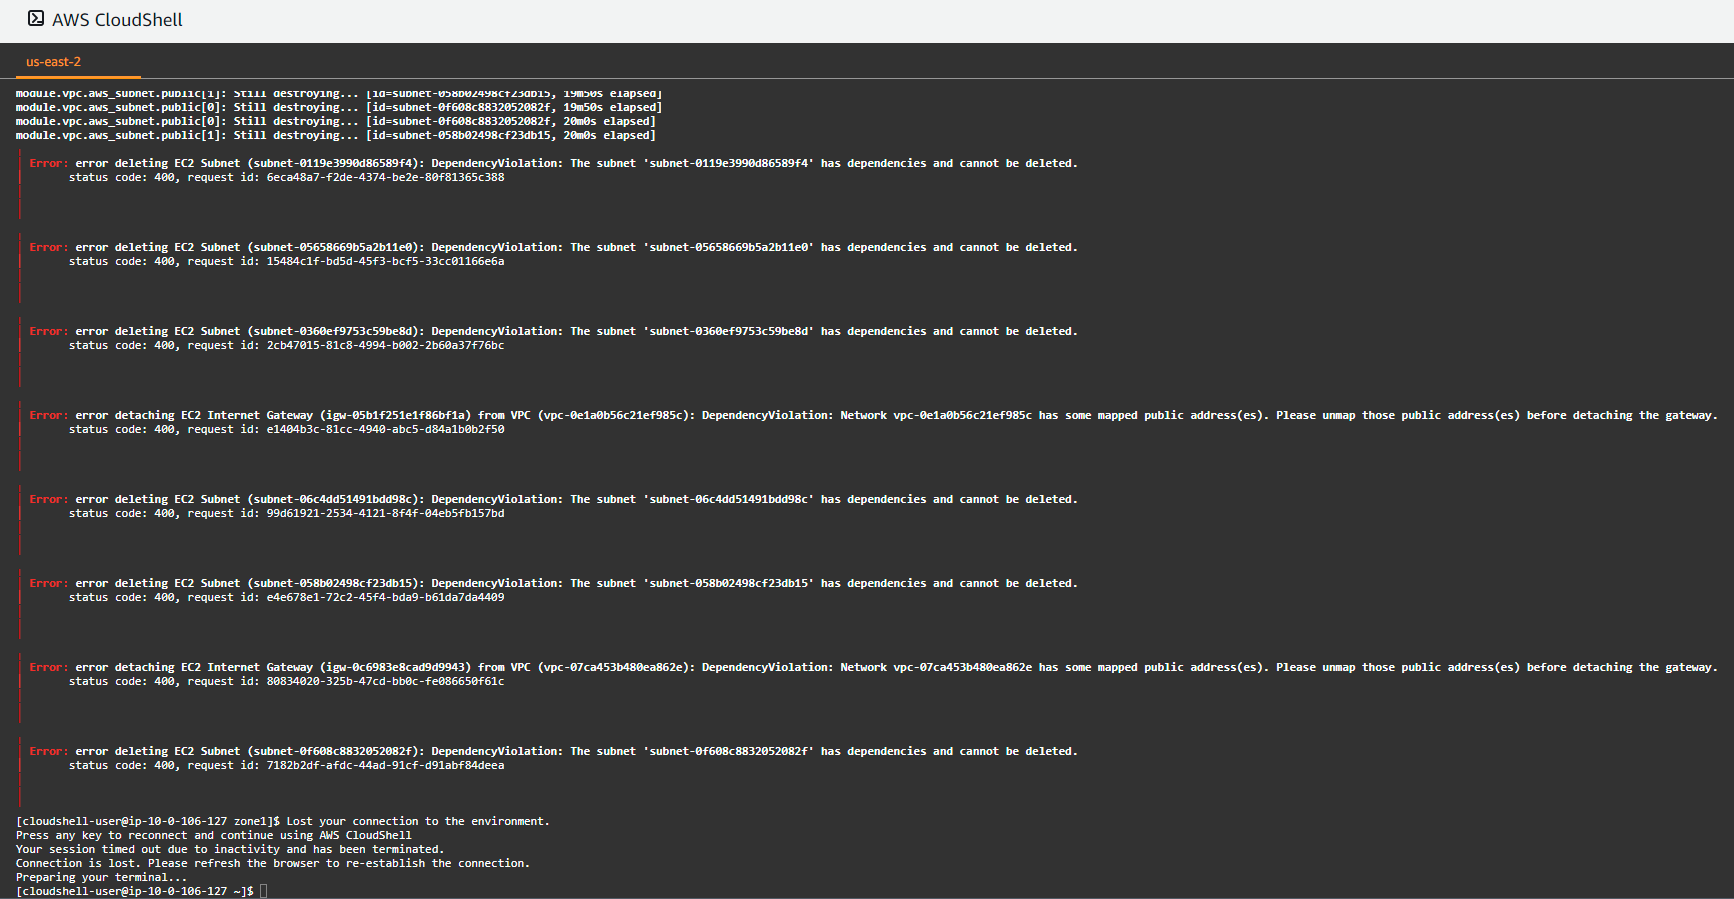 AWS CloudShell
us-east-2
module.vpc.aws_subnet.public[1]: Still destroying... [id=subnet-058b02498cf23db15, 19m50s elapsed]
module.vpc.aws_subnet.public[0]: Still destroying... [id=subnet-0f608c8832052082f, 19m50s elapsed]
module.vpc.aws_subnet.public[0]: Still destroying... [id=subnet-0f608c8832052082f, 20m0s elapsed]
module.vpc.aws_subnet.public[1]: Still destroying... [id=subnet-058b02498cf23db15, 20m0s elapsed]
Error: error deleting EC2 Subnet (subnet-0119e3990d86589f4): DependencyViolation: The subnet 'subnet-0119e3990d86589f4' has dependencies and cannot be deleted.
status code: 400, request id: 6eca48a7-f2de-4374-be2e-80f81365c388
Error: error deleting EC2 Subnet (subnet-05658669b5a2b11e0): DependencyViolation: The subnet 'subnet-05658669b5a2b11e0' has dependencies and cannot be deleted.
status code: 400, request id: 15484c1f-bd5d-45f3-bcf5-33cc01166e6a
Error: error deleting EC2 Subnet (subnet-0360ef9753c59be8d): DependencyViolation: The subnet 'subnet-0360ef9753c59be8d' has dependencies and cannot be deleted.
status code: 400, request id: 2cb47015-81c8-4994-b002-2b60a37f76bc
Error: error detaching EC2 Internet Gateway (igw-05b1f251e1f86bf1a) from VPC (vpc-0e1a0b56c21ef985c): DependencyViolation: Network vpc-0e1a0b56c21ef985c has some mapped public address(es). Please unmap those public address(es) before detaching the gateway.
status code: 400, request id: e1404b3c-81cc-4940-abc5-d84a1b0b2f50
Error: error deleting EC2 Subnet (subnet-06c4dd51491bdd98c): DependencyViolation: The subnet 'subnet-06c4dd51491bdd98c' has dependencies and cannot be deleted.
status code: 400, request id: 99d61921-2534-4121-8f4f-04eb5fb157bd
Error: error deleting EC2 Subnet (subnet-058b02498cf23db15): DependencyViolation: The subnet 'subnet-058b02498cf23db15' has dependencies and cannot be deleted.
status code: 400, request id: e4e678e1-72c2-45f4-bda9-b61da7da4409
Error: error detaching EC2 Internet Gateway (igw-0c6983e8cad9d9943) from VPC (vpc-07ca453b480ea862e): DependencyViolation: Network vpc-07ca453b480ea862e has some mapped public address(es). Please unmap those public address(es) before detaching the gateway.
status code: 400, request id: 80834020-325b-47cd-bb0c-fe086650f61c
Error: error deleting EC2 Subnet (subnet-0f608c8832052082f): DependencyViolation: The subnet 'subnet-0f608c8832052082f' has dependencies and cannot be deleted.
status code: 400, request id: 7182b2df-afdc-44ad-91cf-d91abf84deea
[cloudshell-user@ip-10-0-106-127 zone1]$ Lost your connection to the environment.
Press any key to reconnect and continue using AWS CloudShell
Your session timed out due to inactivity and has been terminated.
Connection is lost. Please refresh the browser to re-establish the connection.
Preparing your terminal...
[cloudshell-user@ip-10-0-106-127 ~]$